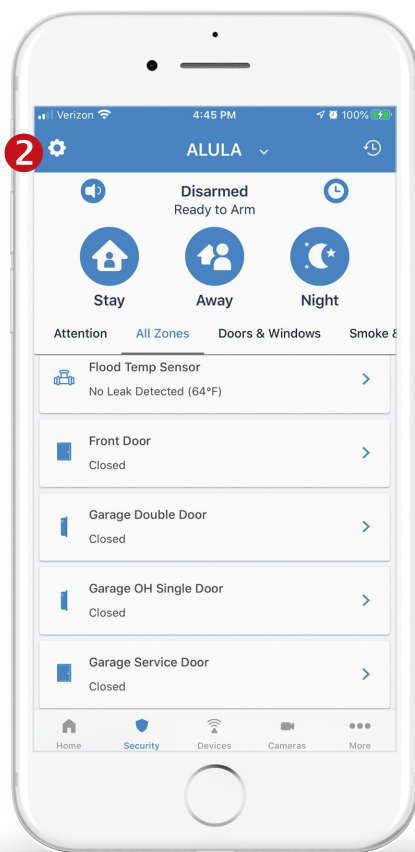 Verizon 4:45 PM 100%
2
ALULA
Disarmed
Ready to Arm
Stay Away Night
Attention All Zones Doors & Windows Smoke &
Flood Temp Sensor
No Leak Detected (64°F)
Front Door
Closed
Garage Double Door
Closed
Garage OH Single Door
Closed
Garage Service Door
Closed
Home Security Devices Cameras More